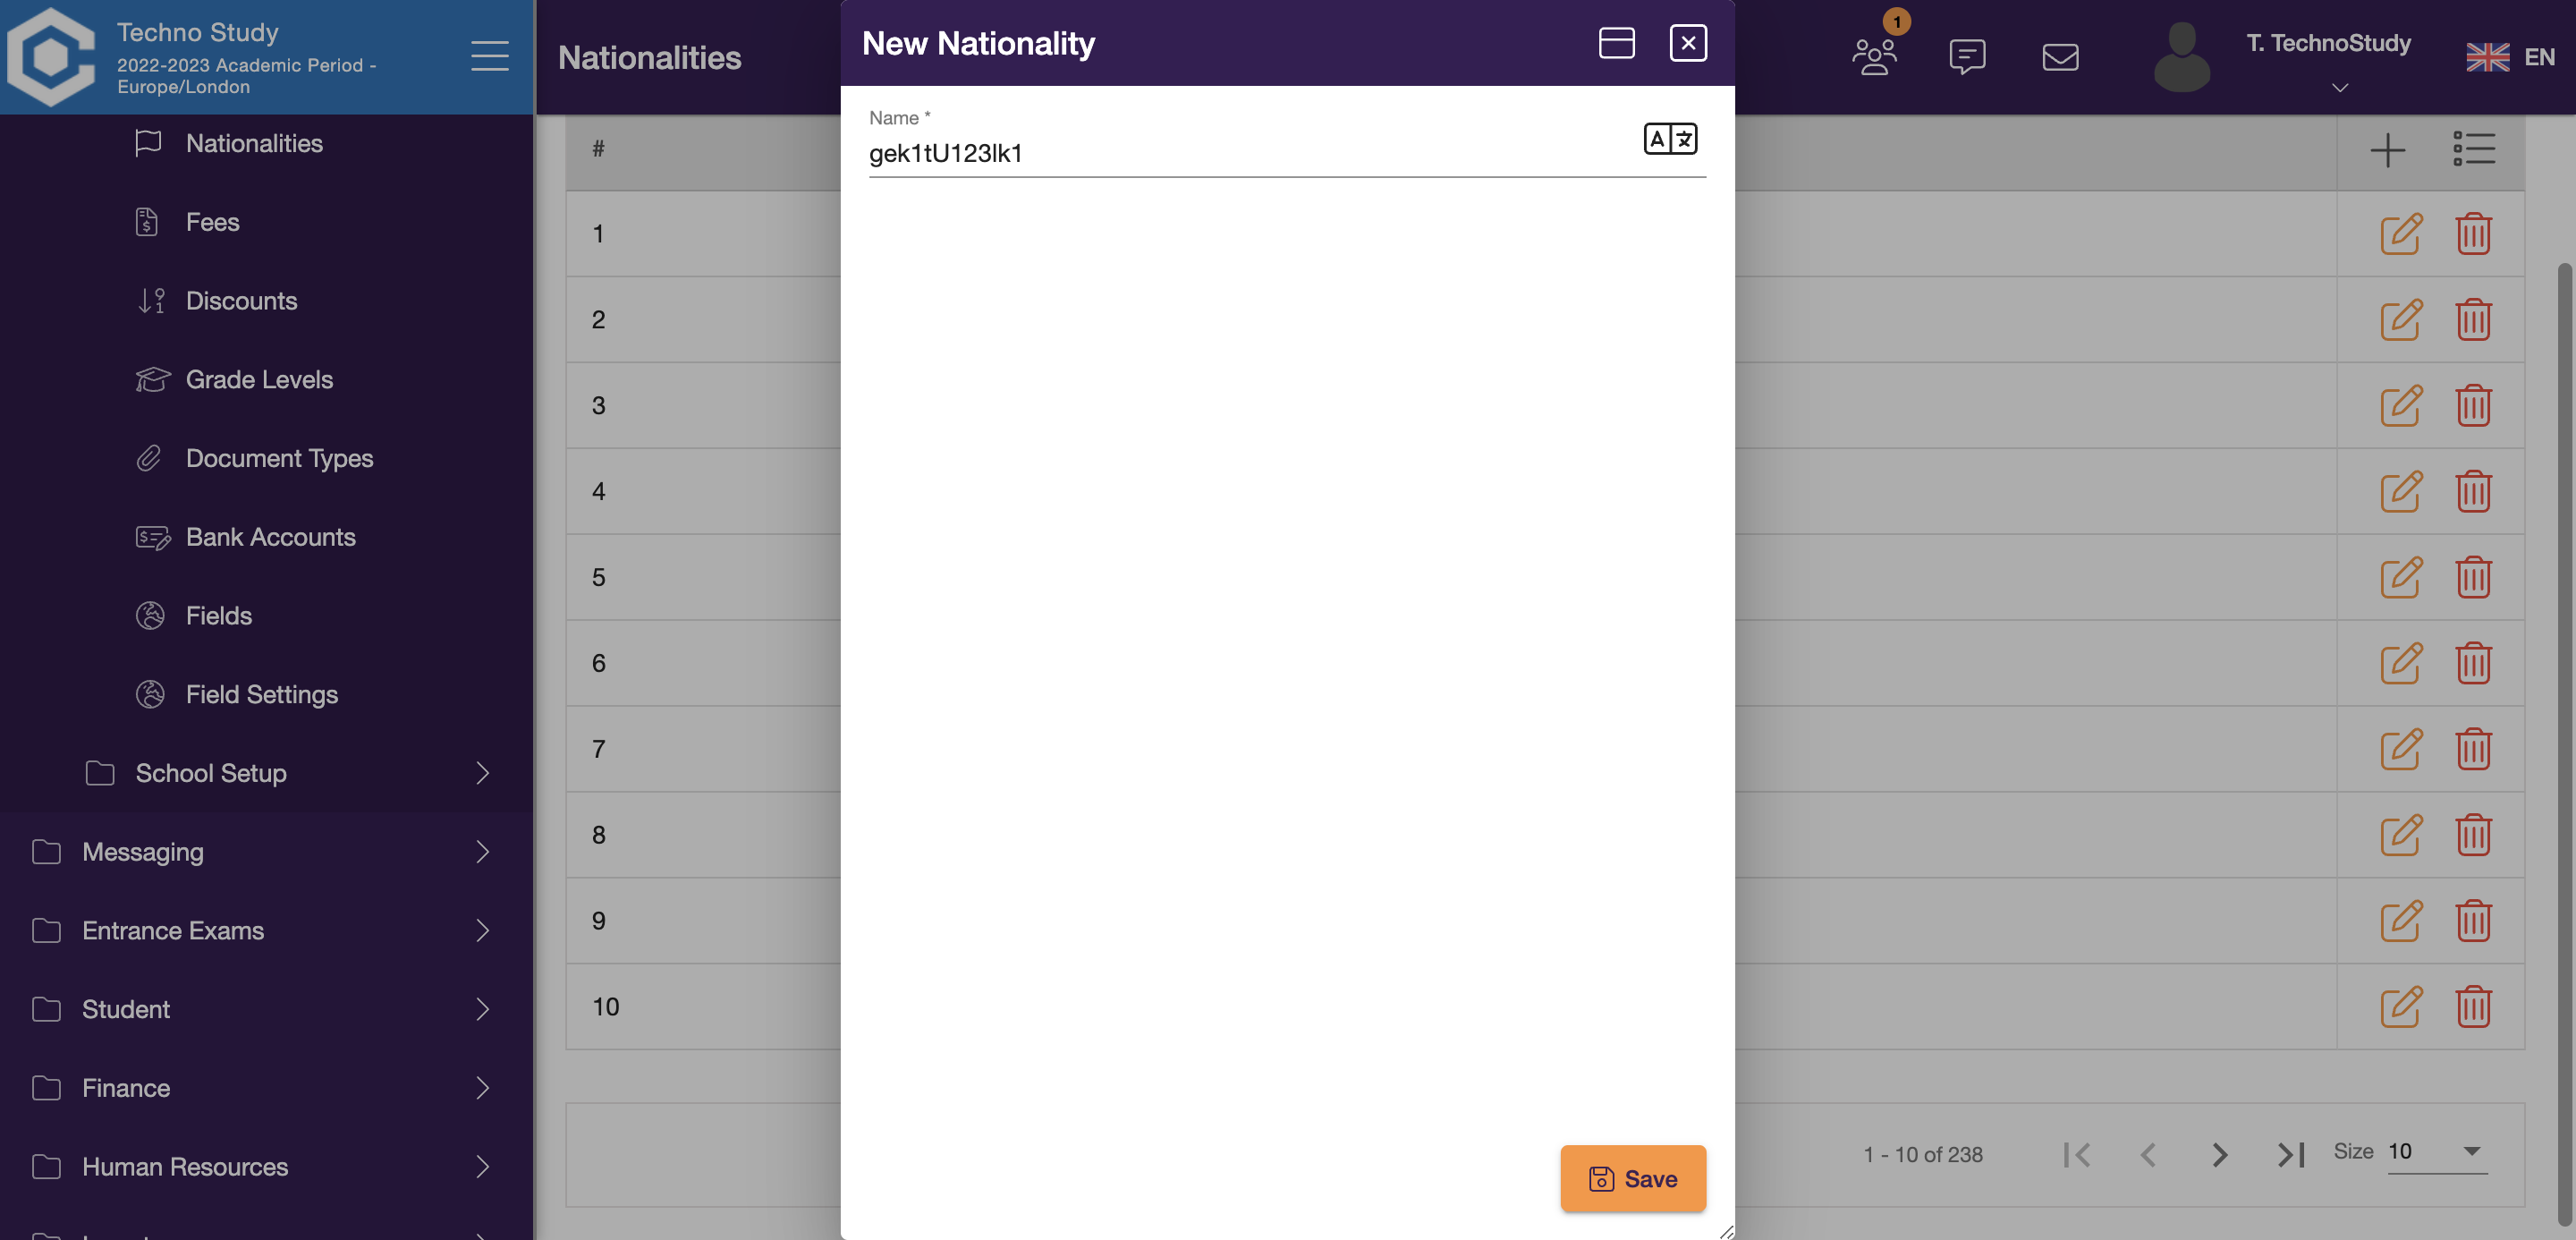 Techno Study
2022-2023 Academic Period -
Europe/London
Nationalities
Fees
Discounts
Grade Levels
Document Types
Bank Accounts
Fields
Field Settings
School Setup
Messaging
Entrance Exams
Student
Finance
Human Resources
Nationalities
New Nationality
1
T. TechnoStudy
EN
Name *
gek1tU123lk1
#
1
2
3
4
5
6
7
8
9
10
Save
1 - 10 of 238
Size 10